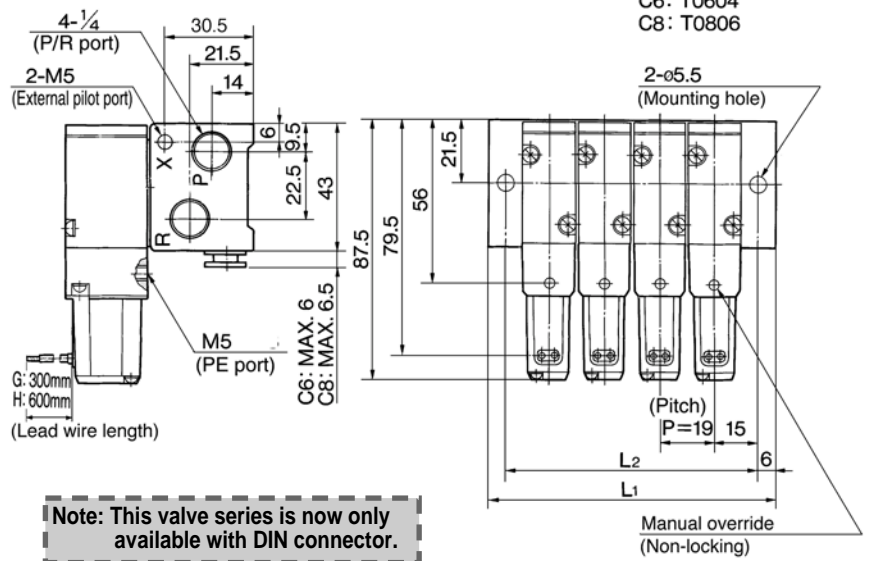 C6: T0604
C8: T0806
4-¼
(P/R port)
30.5
21.5
14
2-M5
(External pilot port)
6
9.5
22.5
43
X
P
R
M5
(PE port)
C6: MAX. 6
C8: MAX. 6.5
G: 300mm
H: 600mm
(Lead wire length)
2-ø5.5
(Mounting hole)
21.5
56
79.5
87.5
(Pitch)
P=19
15
L2
6
L1
Manual override
(Non-locking)
Note: This valve series is now only
available with DIN connector.